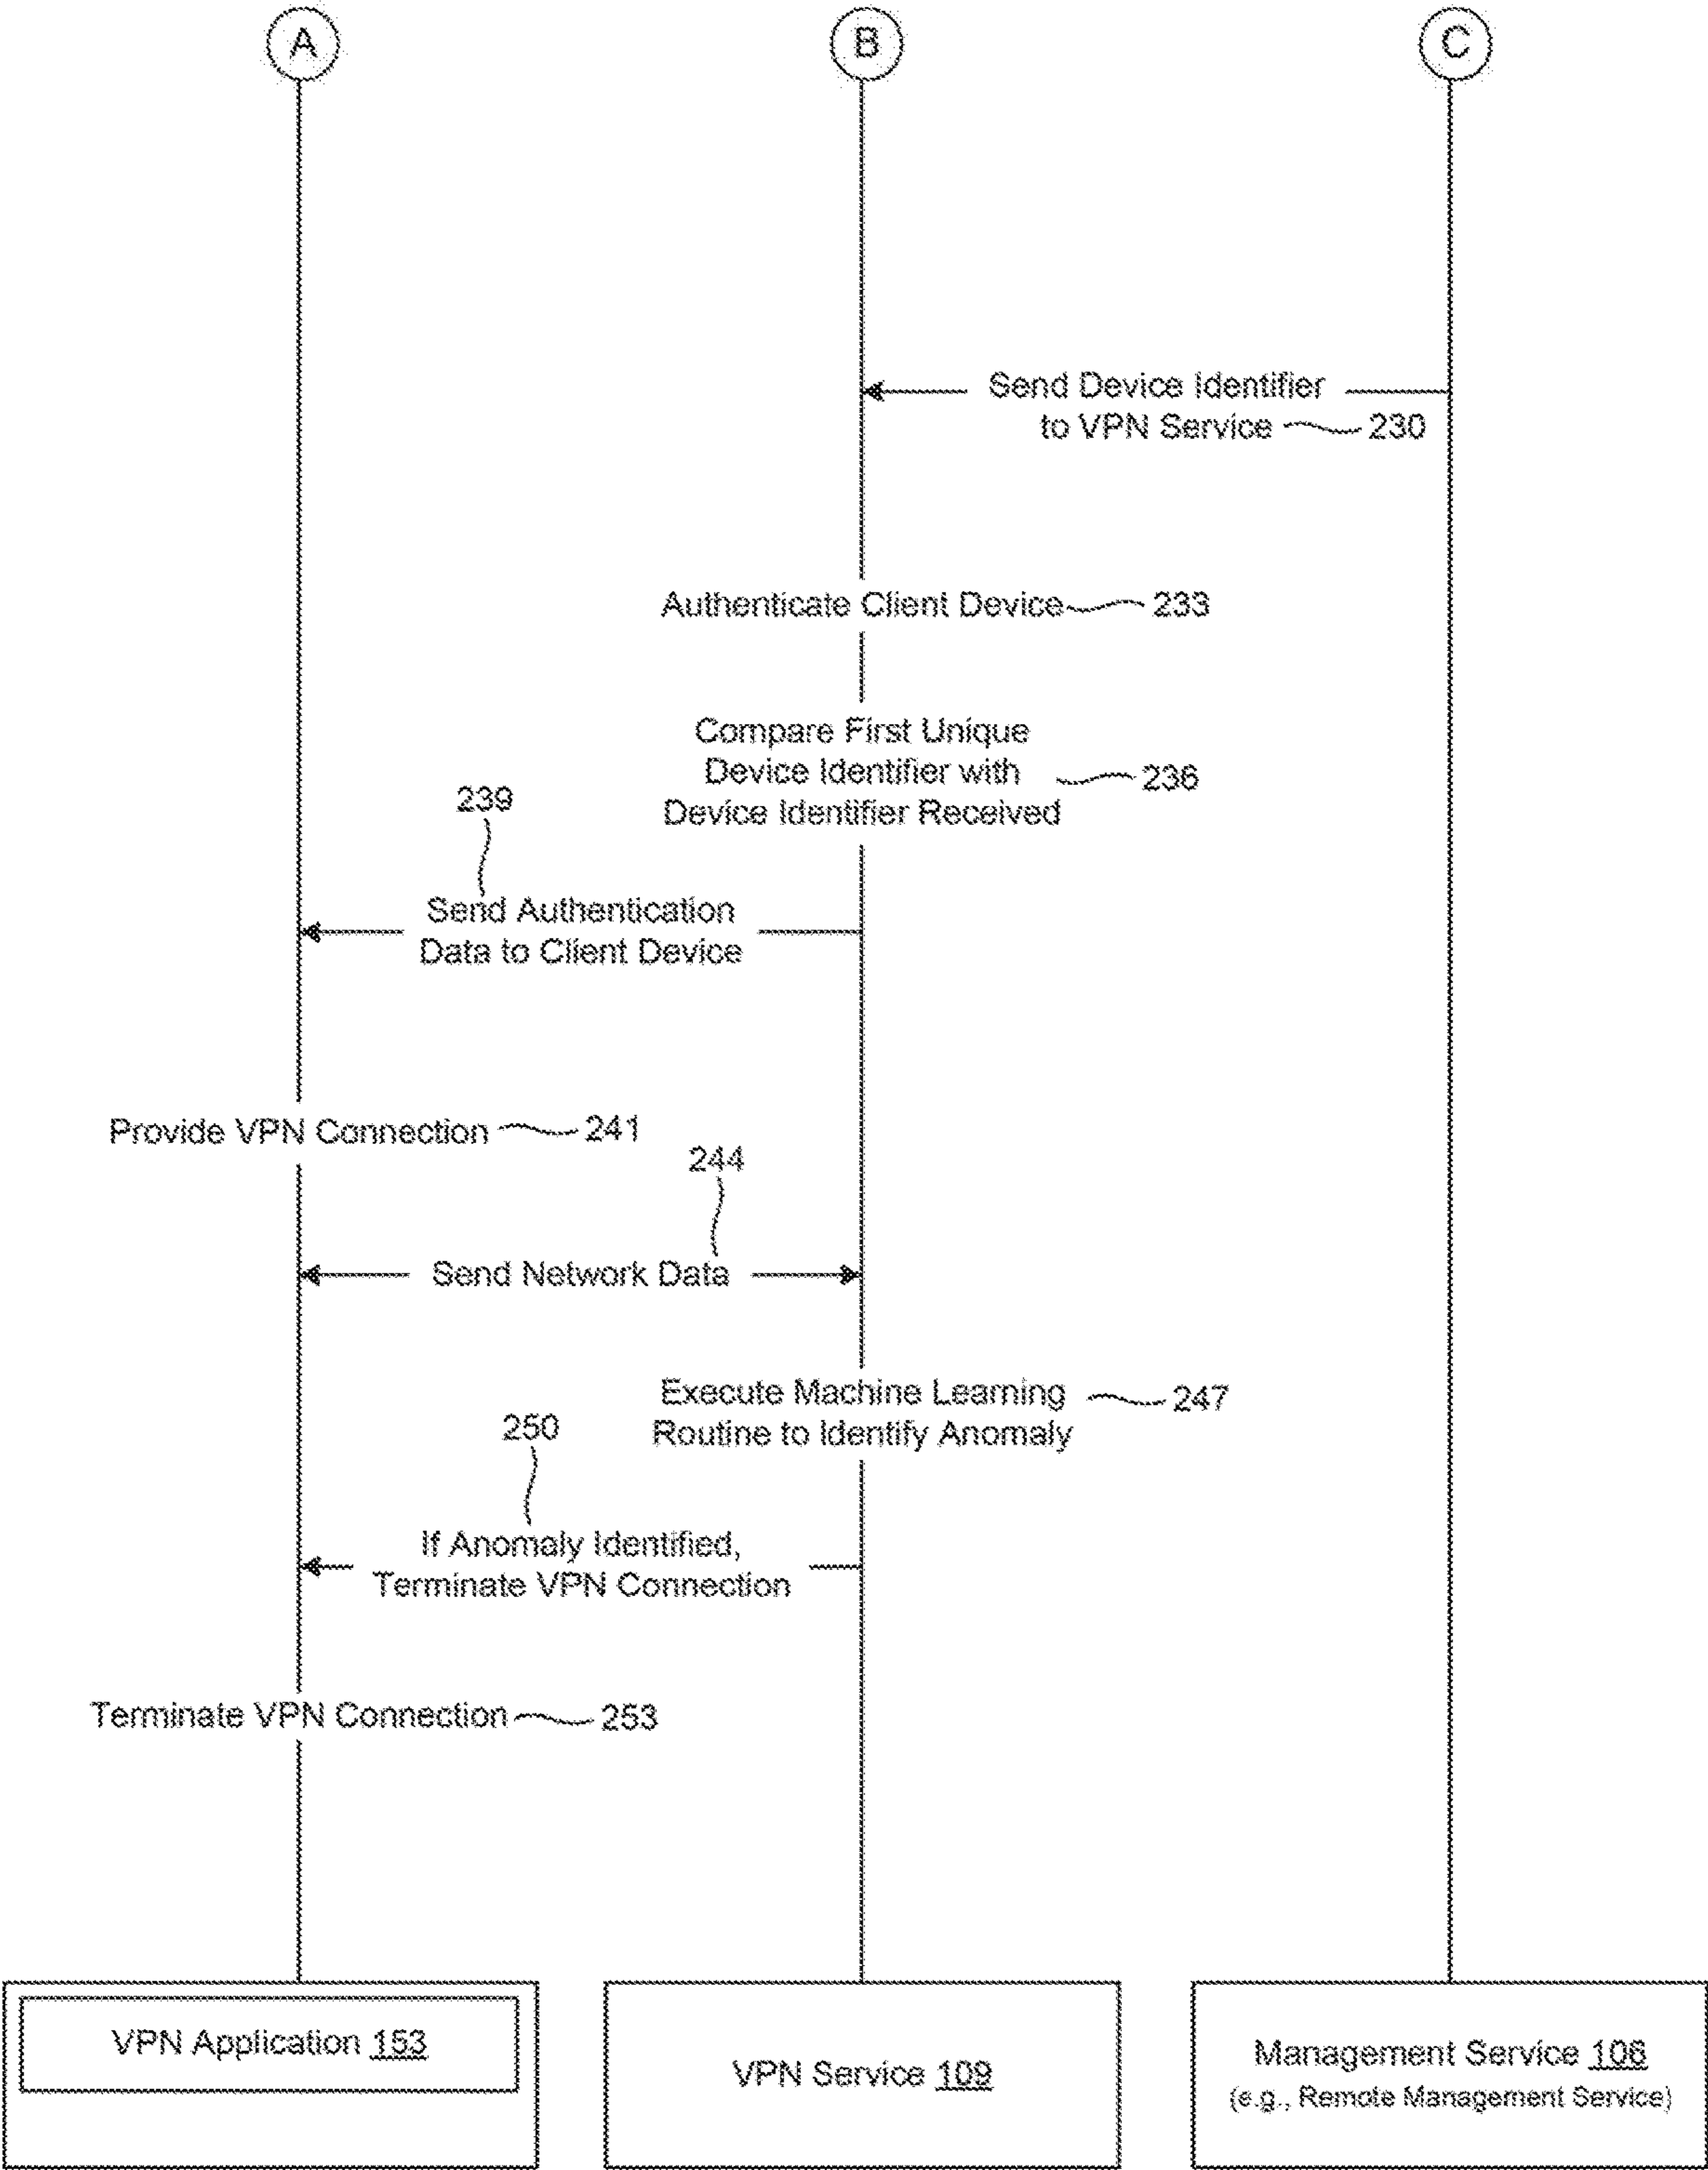 A
B
C
Send Device Identifier
to VPN Service 230
Authenticate Client Device 233
Compare First Unique
Device Identifier with
Device Identifier Received
236
239
Send Authentication
Data to Client Device
Provide VPN Connection 241
244
Send Network Data
Execute Machine Learning
Routine to Identify Anomaly
247
250
If Anomaly Identified,
Terminate VPN Connection
Terminate VPN Connection 253
VPN Application 153
VPN Service 109
Management Service 106
(e.g., Remote Management Service)